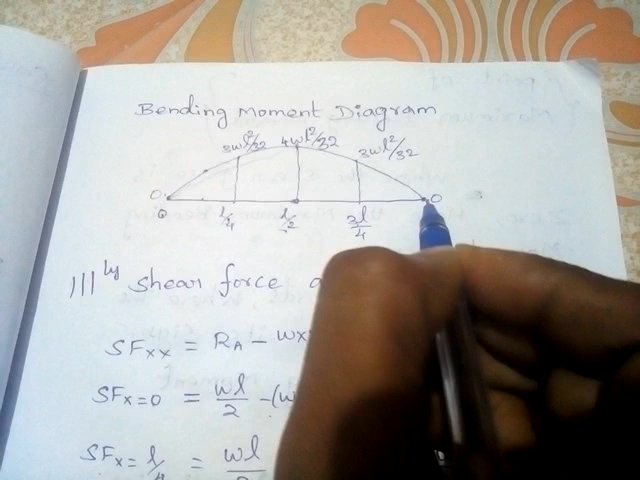 Bending Moment Diagram
3wl²/32 4wl²/32 3wl²/32
0 0
0 l/4 l/2 3l/4
|||ly Shear force
SFxx = RA - wx
SFx=0 = wl/2 - (w
SFx=l/4 = wl